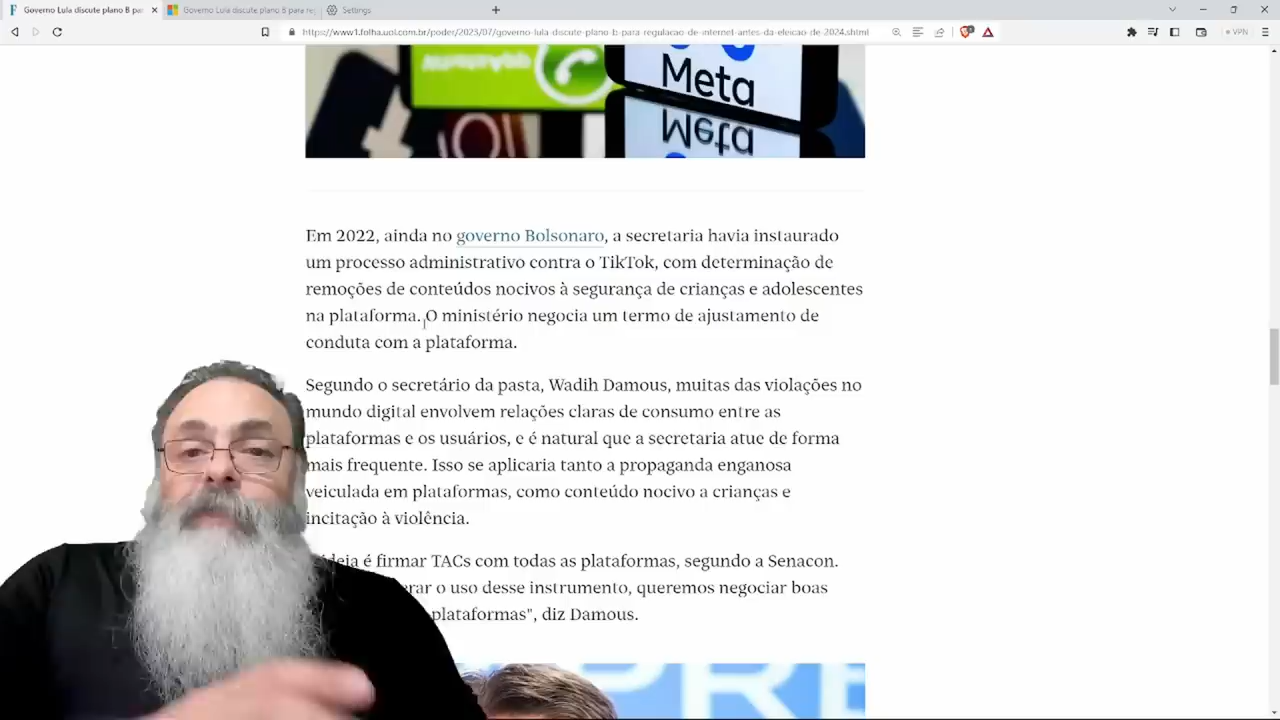 Governo Lula discute plano B pa
Governo Lula discute plano B para re
Settings
https://www1.folha.uol.com.br/poder/2023/07/governo-lula-discute-plano-b-para-regulacao-de-internet-antes-da-eleicao-de-2024.shtml
VPN
Meta
Meta
Em 2022, ainda no governo Bolsonaro, a secretaria havia instaurado
um processo administrativo contra o TikTok, com determinação de
remoções de conteúdos nocivos à segurança de crianças e adolescentes
na plataforma. O ministério negocia um termo de ajustamento de
conduta com a plataforma.
Segundo o secretário da pasta, Wadih Damous, muitas das violações no
mundo digital envolvem relações claras de consumo entre as
plataformas e os usuários, e é natural que a secretaria atue de forma
mais frequente. Isso se aplicaria tanto a propaganda enganosa
veiculada em plataformas, como conteúdo nocivo a crianças e
incitação à violência.
ideia é firmar TACs com todas as plataformas, segundo a Senacon.
erar o uso desse instrumento, queremos negociar boas
plataformas", diz Damous.
PRE